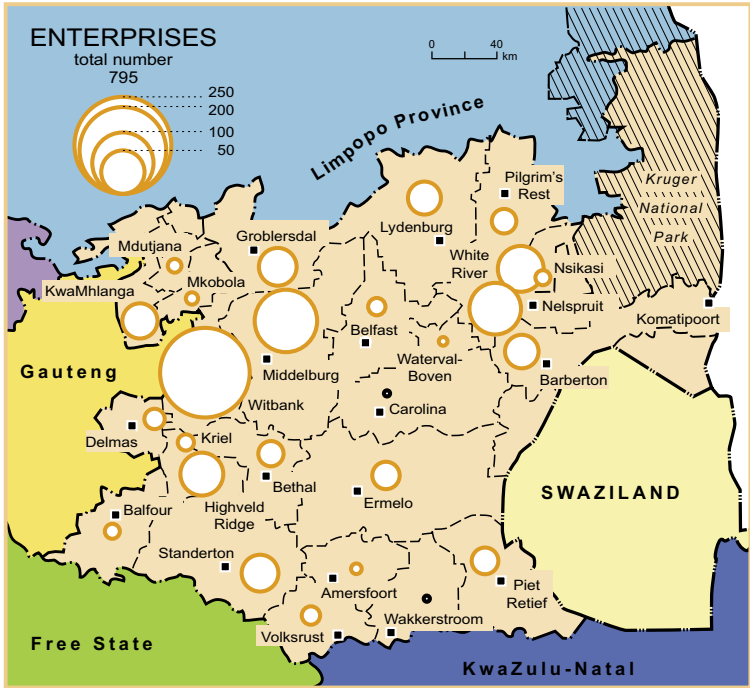 ENTERPRISES
total number
795
250
200
100
50
0 40
km
Limpopo Province
Kruger
National
Park
Pilgrim's
Rest
Lydenburg
Groblersdal
Mdutjana
Mkobola
KwaMhlanga
White
River
Nsikasi
Nelspruit
Komatipoort
Belfast
Waterval-
Boven
Barberton
Gauteng
Middelburg
Witbank
Carolina
Delmas
Kriel
Bethal
Highveld
Ridge
Ermelo
SWAZILAND
Balfour
Standerton
Amersfoort
Piet
Retief
Wakkerstroom
Volksrust
Free State
KwaZulu-Natal